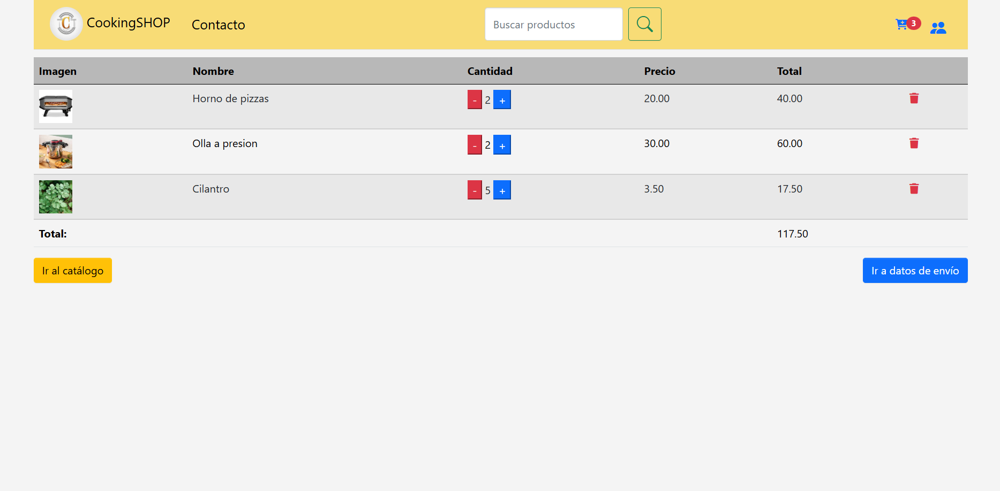 C CookingSHOP Contacto Buscar productos 3
Imagen Nombre Cantidad Precio Total
Horno de pizzas - 2 + 20.00 40.00
Olla a presion - 2 + 30.00 60.00
Cilantro - 5 + 3.50 17.50
Total: 117.50
Ir al catálogo Ir a datos de envío